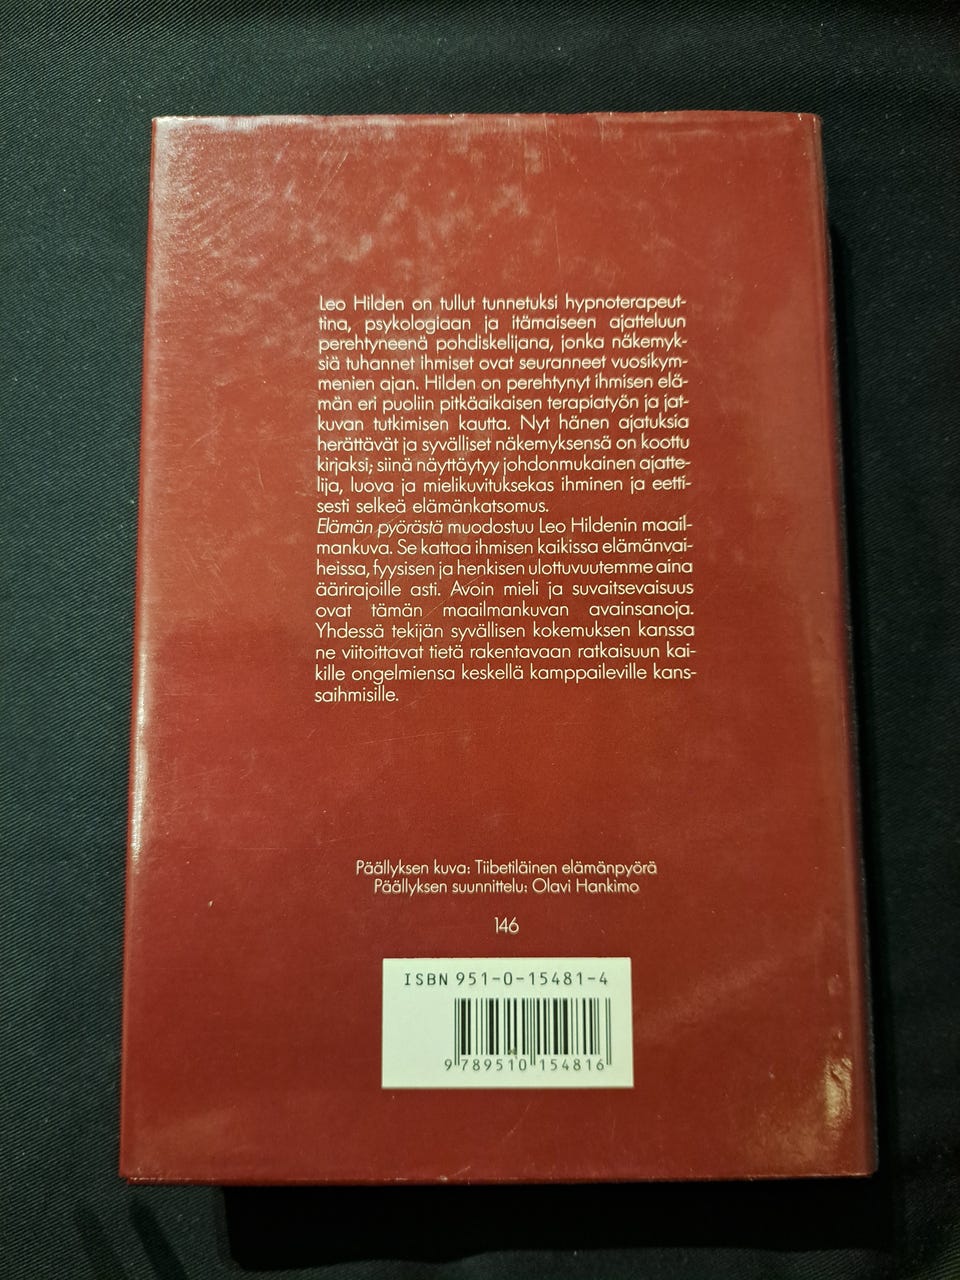 Leo Hilden on tullut tunnetuksi hypnoterapeut-
tina, psykologiaan ja itämaiseen ajatteluun
perehtyneenä pohdiskelijana, jonka näkemyk-
siä tuhannet ihmiset ovat seuranneet vuosikym-
menien ajan. Hilden on perehtynyt ihmisen elä-
män eri puoliin pitkäaikaisen terapiatyön ja jat-
kuvan tutkimisen kautta. Nyt hänen ajatuksia
herättävät ja syvälliset näkemyksensä on koottu
kirjaksi; siinä näyttäytyy johdonmukainen ajatte-
lija, luova ja mielikuvituksekas ihminen ja eetti-
sesti selkeä elämänkatsomus.
Elämän pyörästä muodostuu Leo Hildenin maail-
mankuva. Se kattaa ihmisen kaikissa elämänvai-
heissa, fyysisen ja henkisen ulottuvuutemme aina
äärirajoille asti. Avoin mieli ja suvaitsevaisuus
ovat tämän maailmankuvan avainsanoja.
Yhdessä tekijän syvällisen kokemuksen kanssa
ne viitoittavat tietä rakentavaan ratkaisuun kai-
kille ongelmiensa keskellä kamppaileville kans-
saihmisille.
Päällyksen kuva: Tiibetiläinen elämänpyörä
Päällyksen suunnittelu: Olavi Hankimo
146
ISBN 951-0-15481-4
9 789510 154816